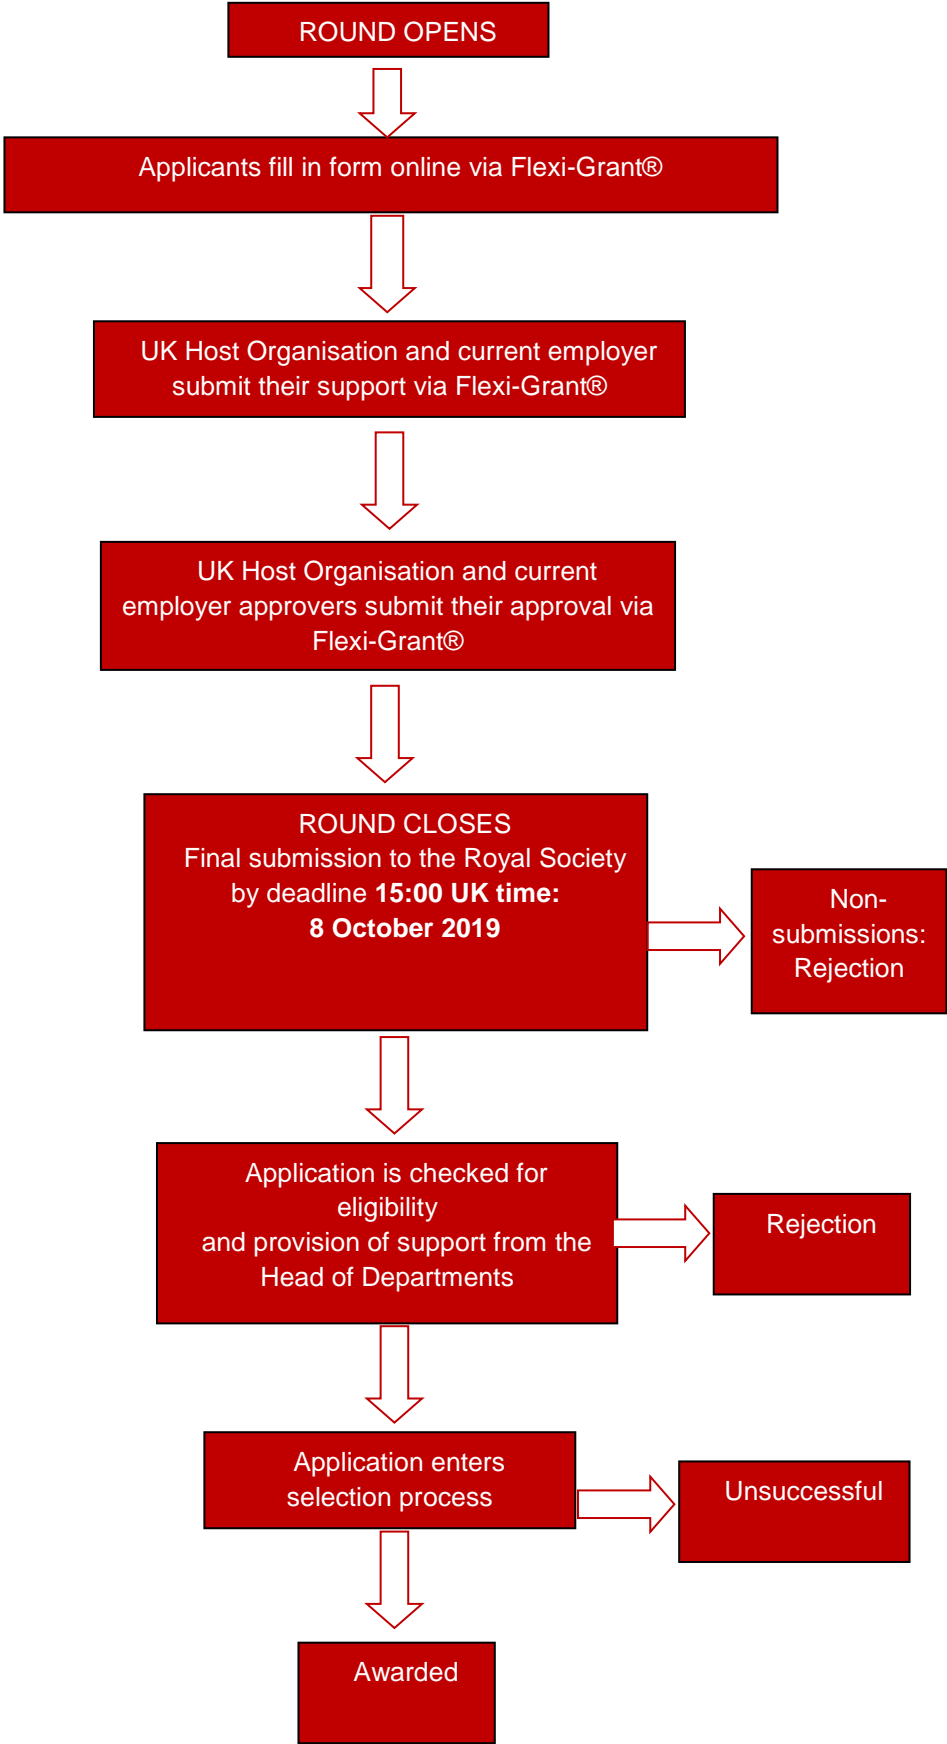 ROUND OPENS
Applicants fill in form online via Flexi-Grant®
UK Host Organisation and current employer
submit their support via Flexi-Grant®
UK Host Organisation and current
employer approvers submit their approval via
Flexi-Grant®
ROUND CLOSES
Final submission to the Royal Society
by deadline 15:00 UK time:
8 October 2019
Non-
submissions:
Rejection
Application is checked for
eligibility
and provision of support from the
Head of Departments
Rejection
Application enters
selection process
Unsuccessful
Awarded